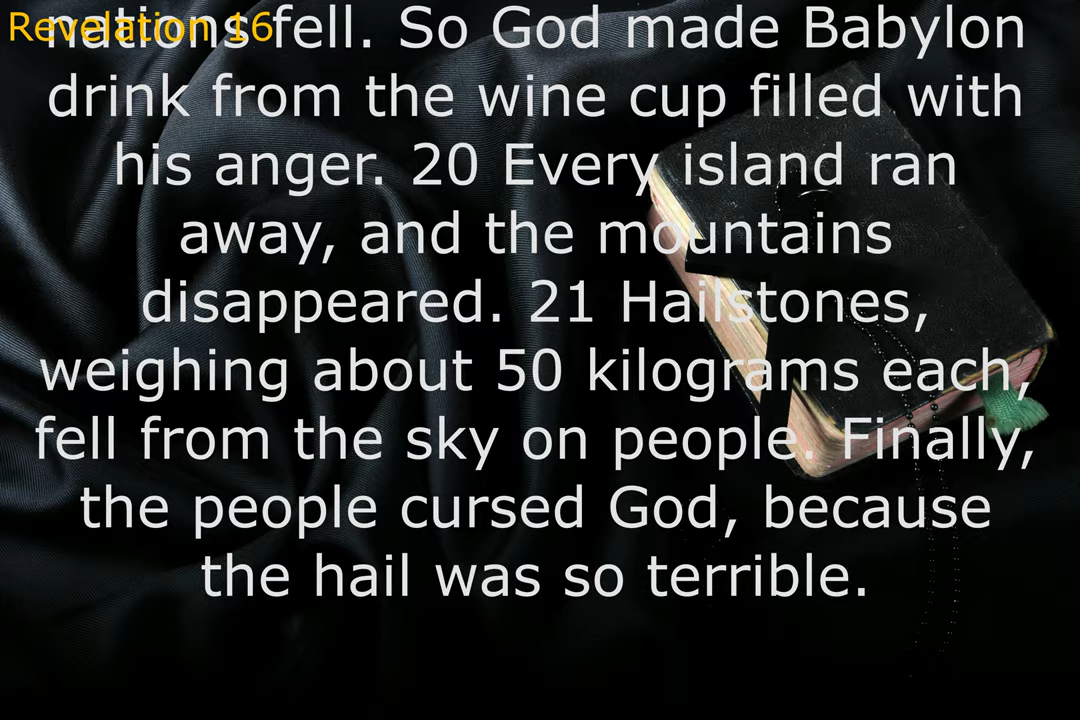 Revelation 16
nations fell. So God made Babylon
drink from the wine cup filled with
his anger. 20 Every island ran
away, and the mountains
disappeared. 21 Hailstones,
weighing about 50 kilograms each,
fell from the sky on people. Finally,
the people cursed God, because
the hail was so terrible.